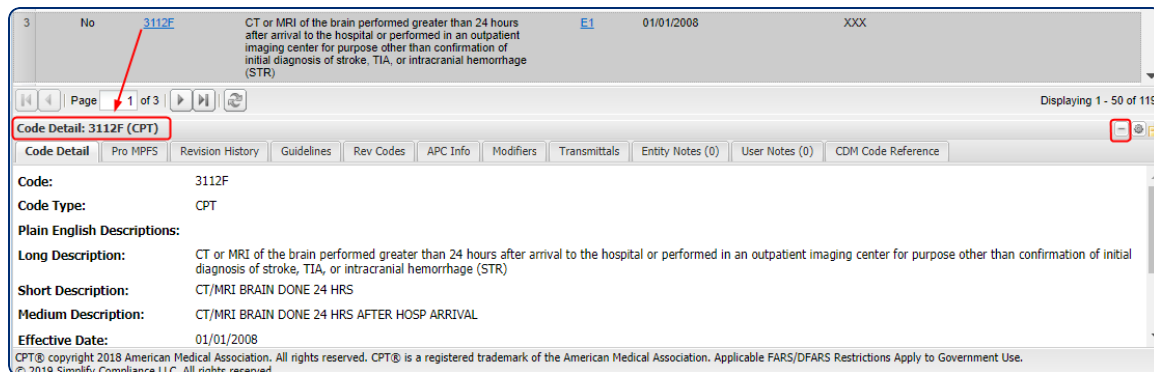 3 No 3112F CT or MRI of the brain performed greater than 24 hours E1 01/01/2008 XXX
after arrival to the hospital or performed in an outpatient
imaging center for purpose other than confirmation of
initial diagnosis of stroke, TIA, or intracranial hemorrhage
(STR)
Page 1 of 3 Displaying 1 - 50 of 119
Code Detail: 3112F (CPT)
Code Detail Pro MPFS Revision History Guidelines Rev Codes APC Info Modifiers Transmittals Entity Notes (0) User Notes (0) CDM Code Reference
Code: 3112F
Code Type: CPT
Plain English Descriptions:
Long Description: CT or MRI of the brain performed greater than 24 hours after arrival to the hospital or performed in an outpatient imaging center for purpose other than confirmation of initial
diagnosis of stroke, TIA, or intracranial hemorrhage (STR)
Short Description: CT/MRI BRAIN DONE 24 HRS
Medium Description: CT/MRI BRAIN DONE 24 HRS AFTER HOSP ARRIVAL
Effective Date: 01/01/2008
CPT® copyright 2018 American Medical Association. All rights reserved. CPT® is a registered trademark of the American Medical Association. Applicable FARS/DFARS Restrictions Apply to Government Use.
© 2019 Simplify Compliance LLC. All rights reserved